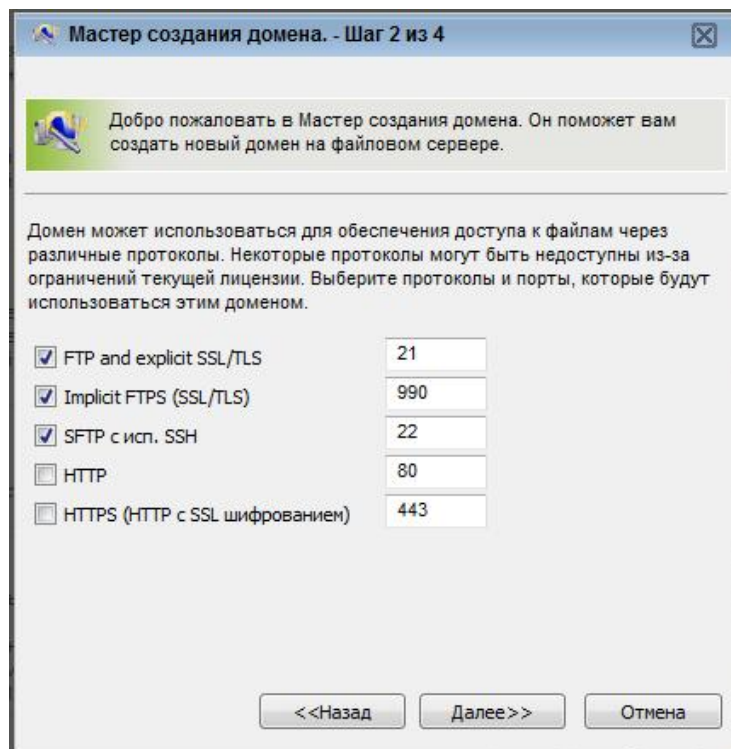 Мастер создания домена. - Шаг 2 из 4
Добро пожаловать в Мастер создания домена. Он поможет вам
создать новый домен на файловом сервере.
Домен может использоваться для обеспечения доступа к файлам через
различные протоколы. Некоторые протоколы могут быть недоступны из-за
ограничений текущей лицензии. Выберите протоколы и порты, которые будут
использоваться этим доменом.
FTP and explicit SSL/TLS 21
Implicit FTPS (SSL/TLS) 990
SFTP с исп. SSH 22
HTTP 80
HTTPS (HTTP с SSL шифрованием) 443
<<Назад Далее>> Отмена